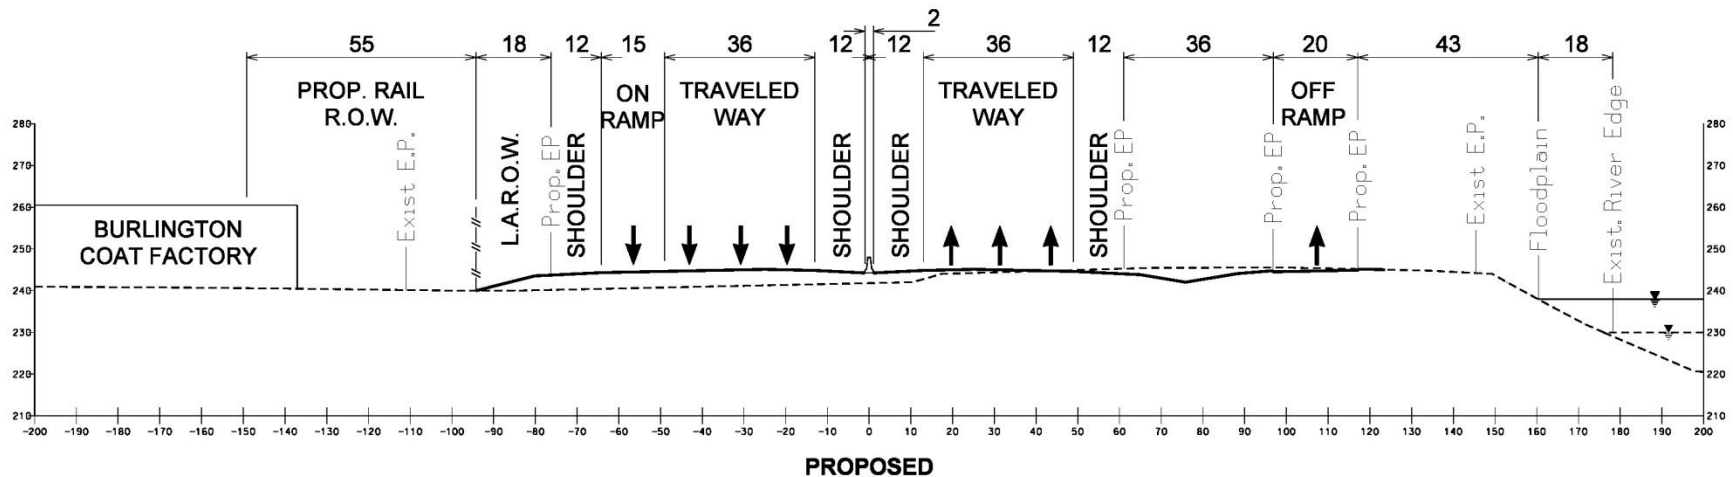 2
55 18 12 15 36 12 12 36 12 36 20 43 18
PROP. RAIL
R.O.W.
Exist E.P.
L.A.R.O.W.
Prop. EP
SHOULDER
ON
RAMP
TRAVELED
WAY
SHOULDER
SHOULDER
TRAVELED
WAY
SHOULDER
Prop. EP
Prop. EP
OFF
RAMP
Prop. EP
Exist E.P.
Floodplain
Exist. River Edge
BURLINGTON
COAT FACTORY
280 280
270 270
260 260
250 250
240 240
230 230
220 220
210 210
-200 -190 -180 -170 -160 -150 -140 -130 -120 -110 -100 -90 -80 -70 -60 -50 -40 -30 -20 -10 0 10 20 30 40 50 60 70 80 90 100 110 120 130 140 150 160 170 180 190 200
PROPOSED